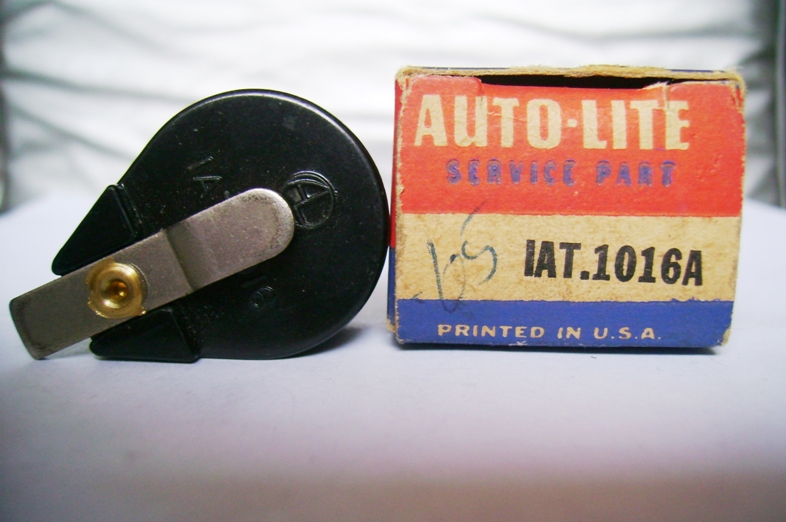 AUTO-LITE
SERVICE PART
IAT.1016A
PRINTED IN U.S.A.